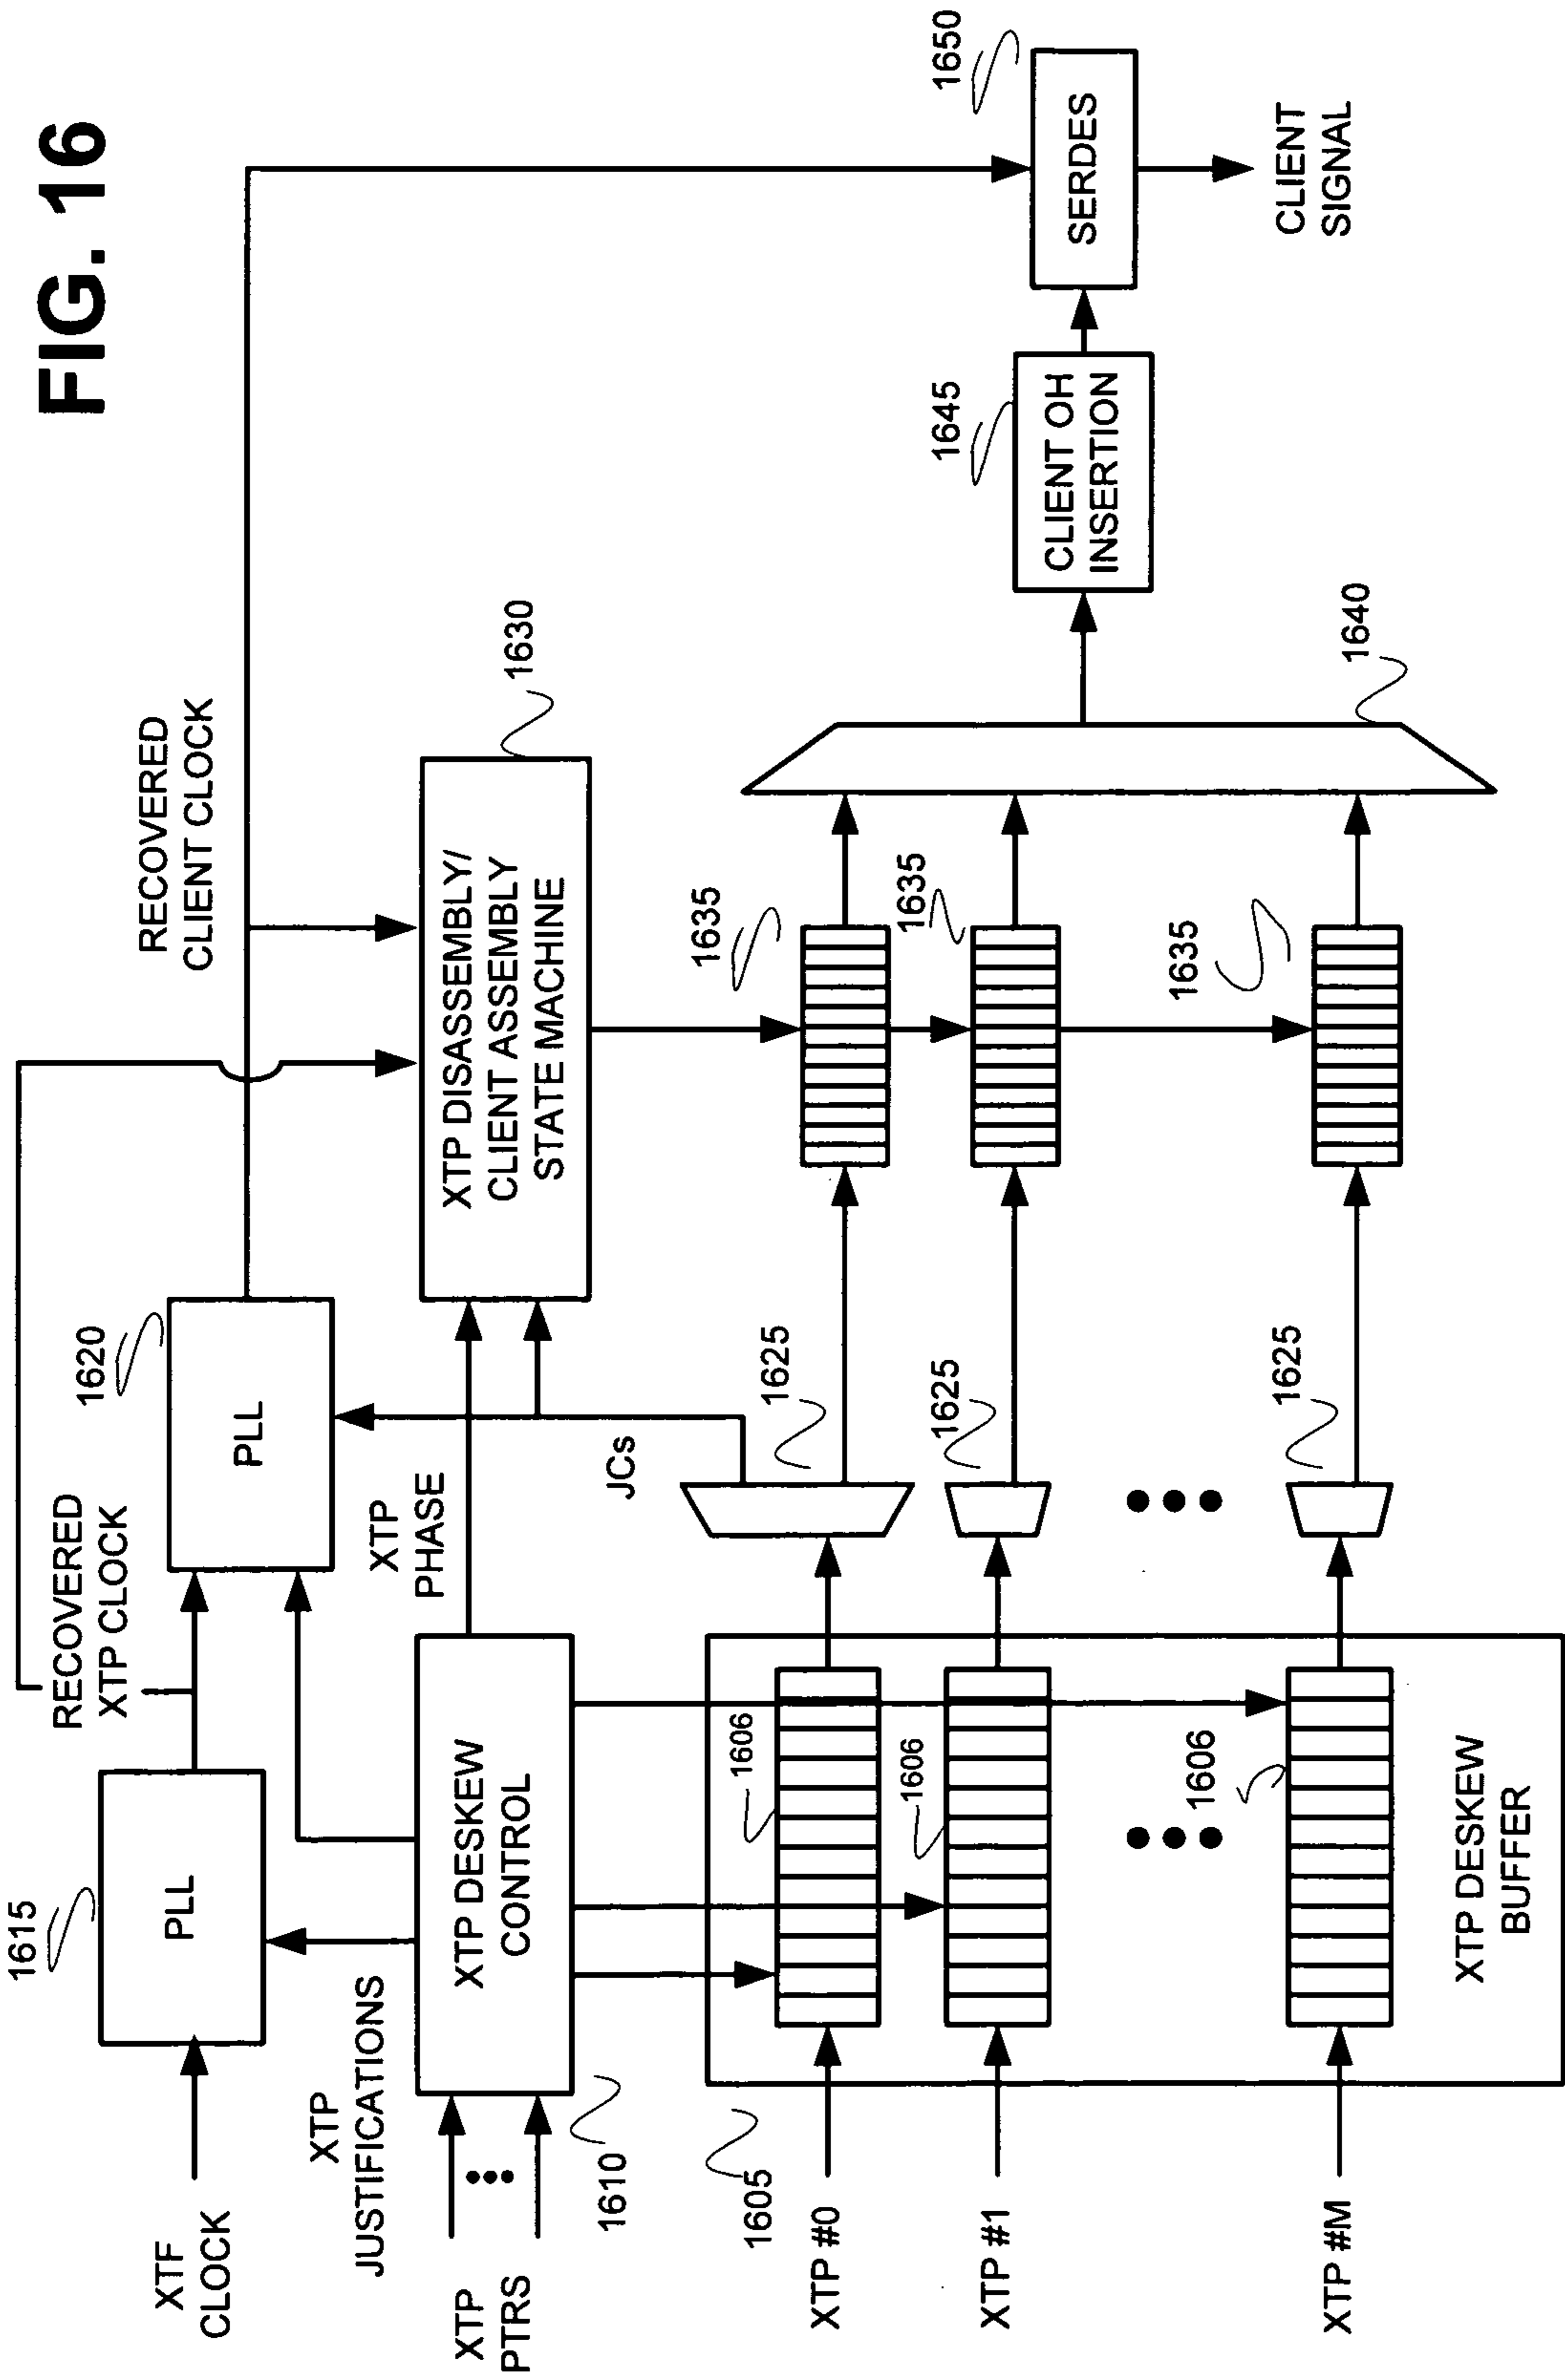 FIG. 16
XTF
CLOCK
1615
PLL
RECOVERED
XTP CLOCK
1620
PLL
RECOVERED
CLIENT CLOCK
XTP
JUSTIFICATIONS
XTP
PTRS
1610
XTP DESKEW
CONTROL
XTP
PHASE
JCs
XTP DISASSEMBLY/
CLIENT ASSEMBLY
STATE MACHINE
1630
1605
XTP #0
XTP #1
XTP #M
1606
1606
1606
XTP DESKEW
BUFFER
1625
1625
1625
1635
1635
1635
1640
1645
CLIENT OH
INSERTION
1650
SERDES
CLIENT
SIGNAL